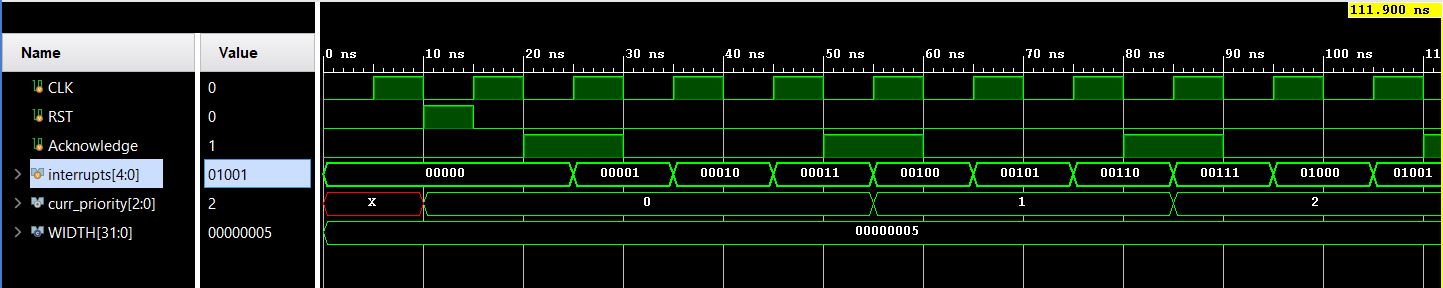 111.900 ns
Name Value
0 ns 10 ns 20 ns 30 ns 40 ns 50 ns 60 ns 70 ns 80 ns 90 ns 100 ns 11
CLK 0
RST 0
Acknowledge 1
interrupts[4:0] 01001 00000 00001 00010 00011 00100 00101 00110 00111 01000 01001
curr_priority[2:0] 2 X 0 1 2
WIDTH[31:0] 00000005 00000005